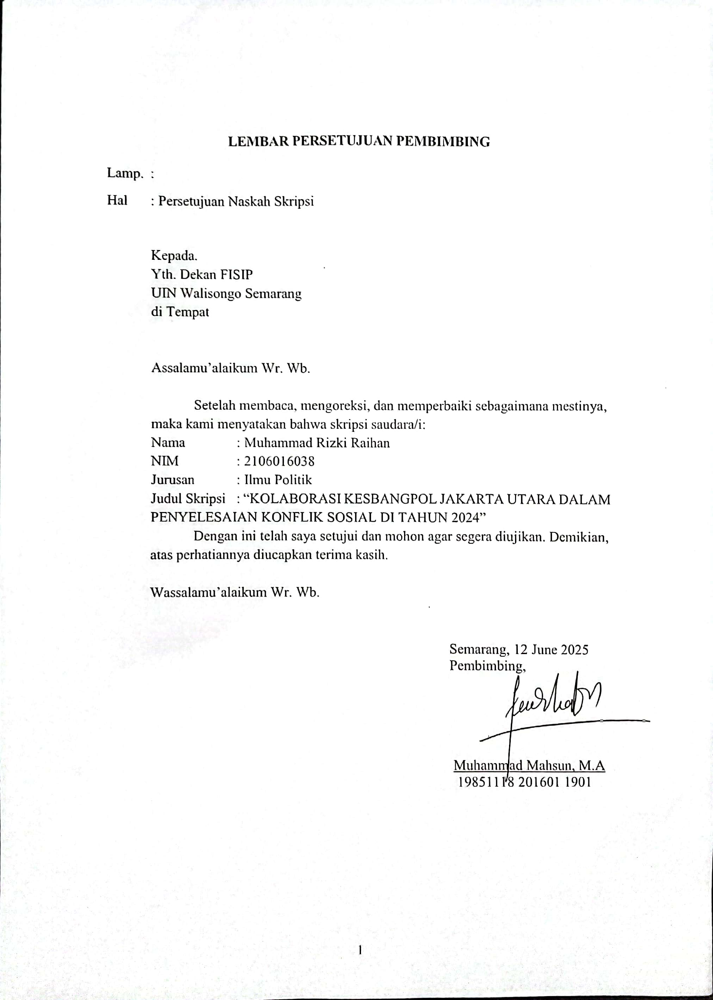 LEMBAR PERSETUJUAN PEMBIMBING
Lamp. :
Hal : Persetujuan Naskah Skripsi
Kepada.
Yth. Dekan FISIP
UIN Walisongo Semarang
di Tempat
Assalamu’alaikum Wr. Wb.
Setelah membaca, mengoreksi, dan memperbaiki sebagaimana mestinya,
maka kami menyatakan bahwa skripsi saudara/i:
Nama : Muhammad Rizki Raihan
NIM : 2106016038
Jurusan : Ilmu Politik
Judul Skripsi : “KOLABORASI KESBANGPOL JAKARTA UTARA DALAM
PENYELESAIAN KONFLIK SOSIAL DI TAHUN 2024”
Dengan ini telah saya setujui dan mohon agar segera diujikan. Demikian,
atas perhatiannya diucapkan terima kasih.
Wassalamu’alaikum Wr. Wb.
Semarang, 12 June 2025
Pembimbing,
Muhammad Mahsun, M.A
19851118 201601 1901
1